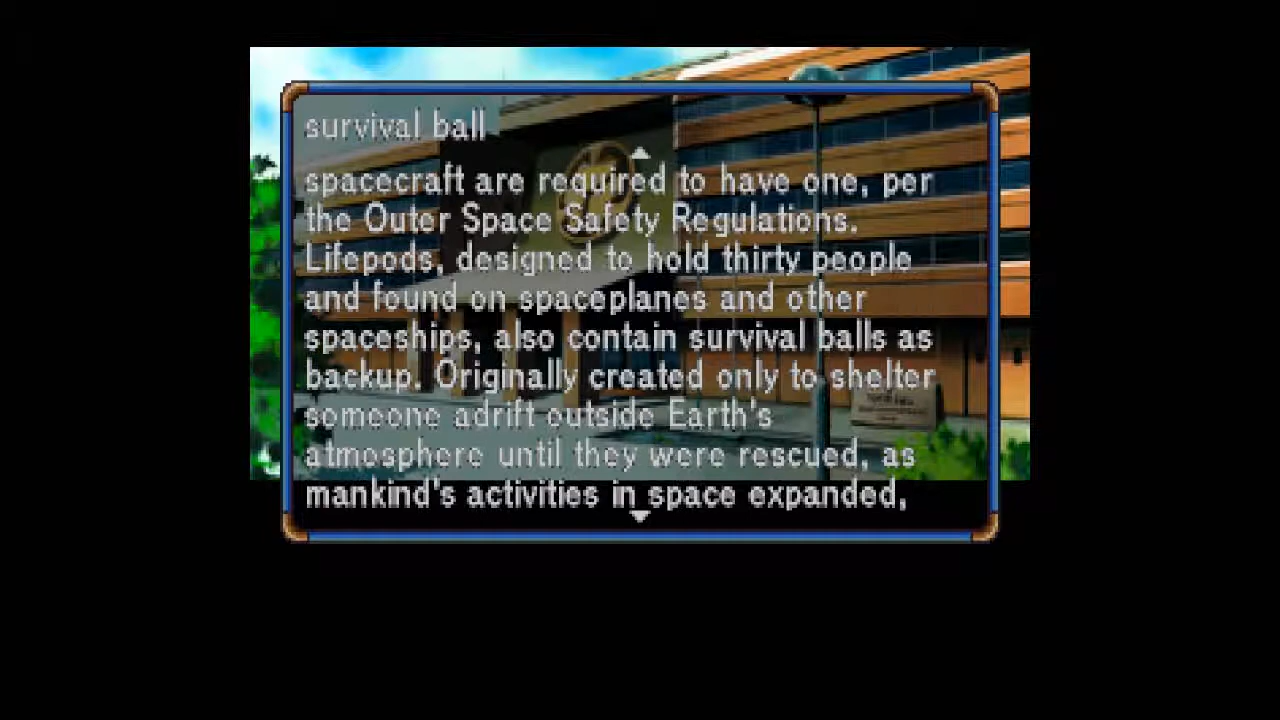 survival ball
spacecraft are required to have one, per
the Outer Space Safety Regulations.
Lifepods, designed to hold thirty people
and found on spaceplanes and other
spaceships, also contain survival balls as
backup. Originally created only to shelter
someone adrift outside Earth's
atmosphere until they were rescued, as
mankind's activities in space expanded,